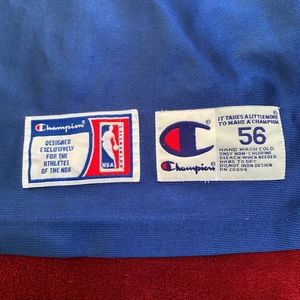 Champion
DESIGNED
EXCLUSIVELY
FOR THE
ATHLETES
OF THE NBA
NBA
IT TAKES A LITTLE MORE
TO MAKE A CHAMPION
56
Champion
HAND WASH COLD
ONLY NON-CHLORINE
BLEACH WHEN NEEDED.
HANG TO DRY.
DO NOT IRON DESIGN.
RN 26094